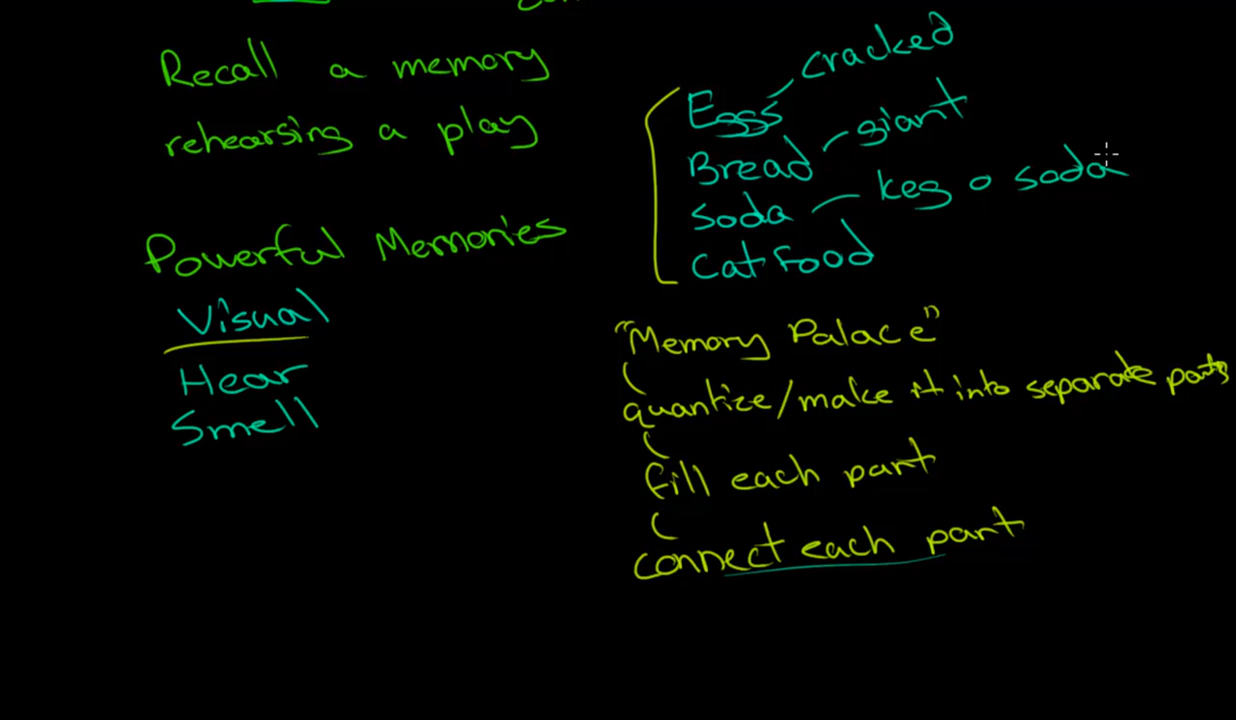 Recall a memory
rehearsing a play
Powerful Memories
Visual
Hear
Smell
Eggs - cracked
Bread - giant
Soda - keg o soda
Cat Food
"Memory Palace"
quantize/make it into separate parts
fill each part
connect each part